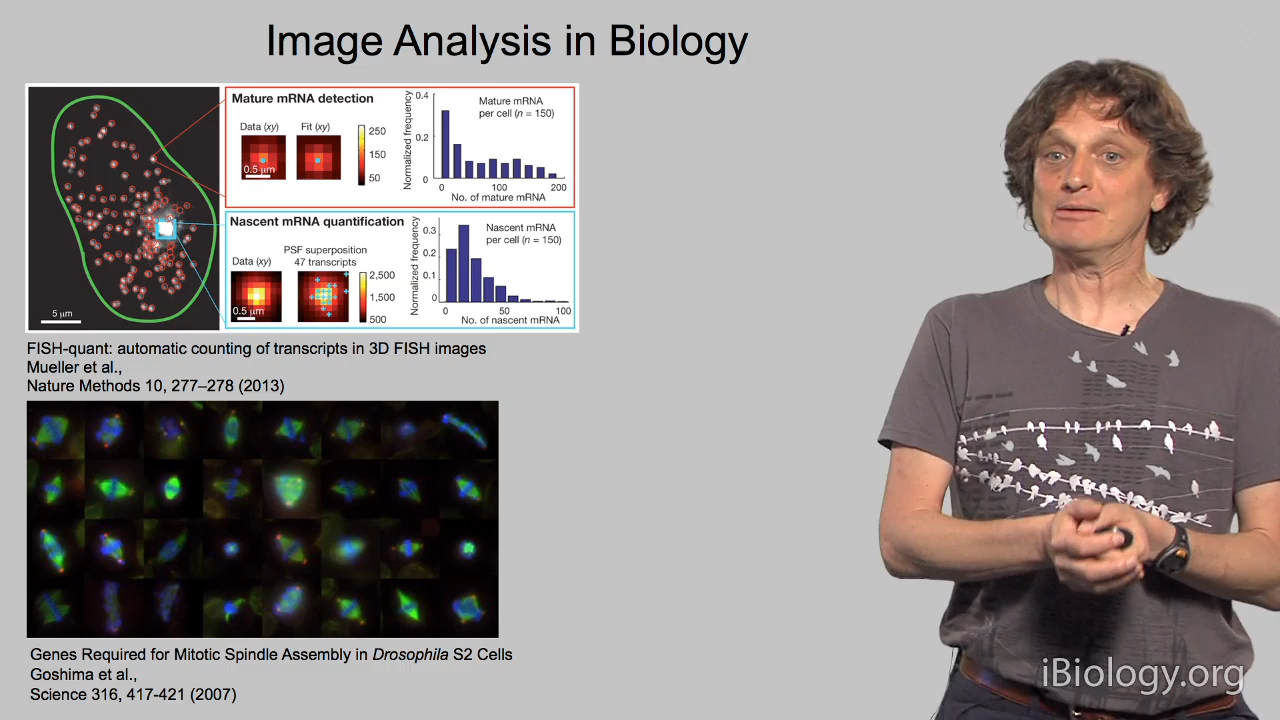 Image Analysis in Biology
Mature mRNA detection
Data (xy)
Fit (xy)
250
150
50
0.5 μm
Normalized frequency
0.4
0.2
0
Mature mRNA
per cell (n = 150)
0
100
200
No. of mature mRNA
Nascent mRNA quantification
PSF superposition
47 transcripts
Data (xy)
2,500
1,500
500
0.5 μm
Normalized frequency
0.3
0.2
0.1
0
Nascent mRNA
per cell (n = 150)
0
50
100
No. of nascent mRNA
5 μm
FISH-quant: automatic counting of transcripts in 3D FISH images
Mueller et al.,
Nature Methods 10, 277–278 (2013)
Genes Required for Mitotic Spindle Assembly in Drosophila S2 Cells
Goshima et al.,
Science 316, 417-421 (2007)
iBiology.org